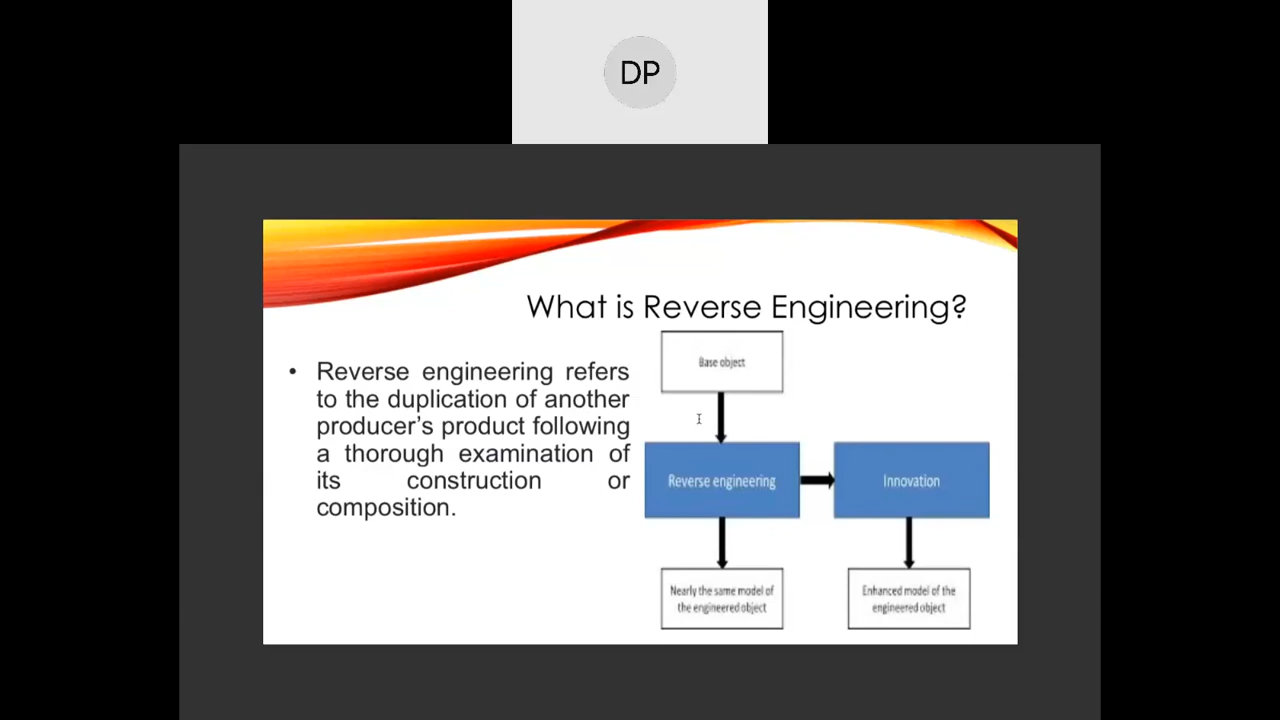 DP
What is Reverse Engineering?
• Reverse engineering refers
to the duplication of another
producer's product following
a thorough examination of
its construction or
composition.
Base object
Reverse engineering
Innovation
Nearly the same model of
the engineered object
Enhanced model of the
engineered object